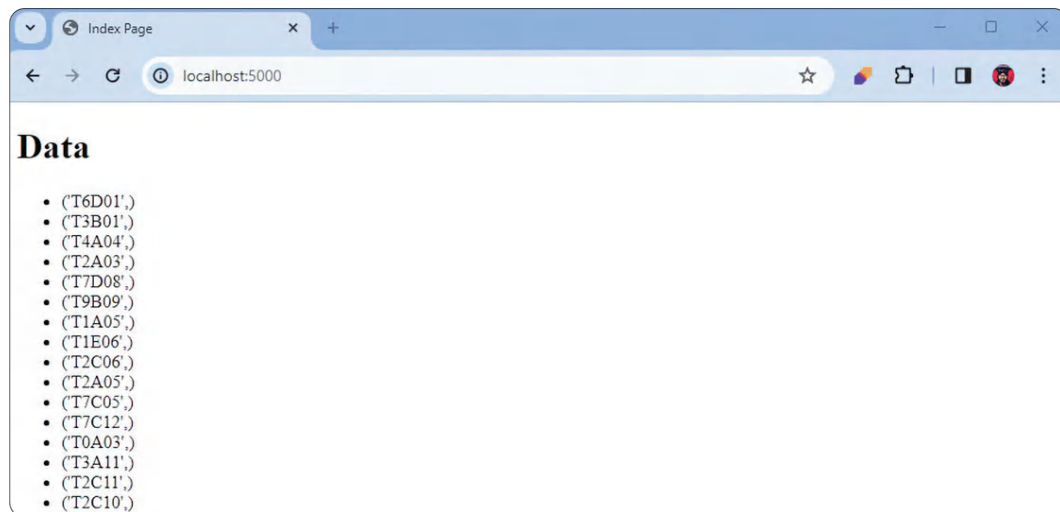 Index Page
localhost:5000
Data
('T6D01',)
('T3B01',)
('T4A04',)
('T2A03',)
('T7D08',)
('T9B09',)
('T1A05',)
('T1E06',)
('T2C06',)
('T2A05',)
('T7C05',)
('T7C12',)
('T0A03',)
('T3A11',)
('T2C11',)
('T2C10',)